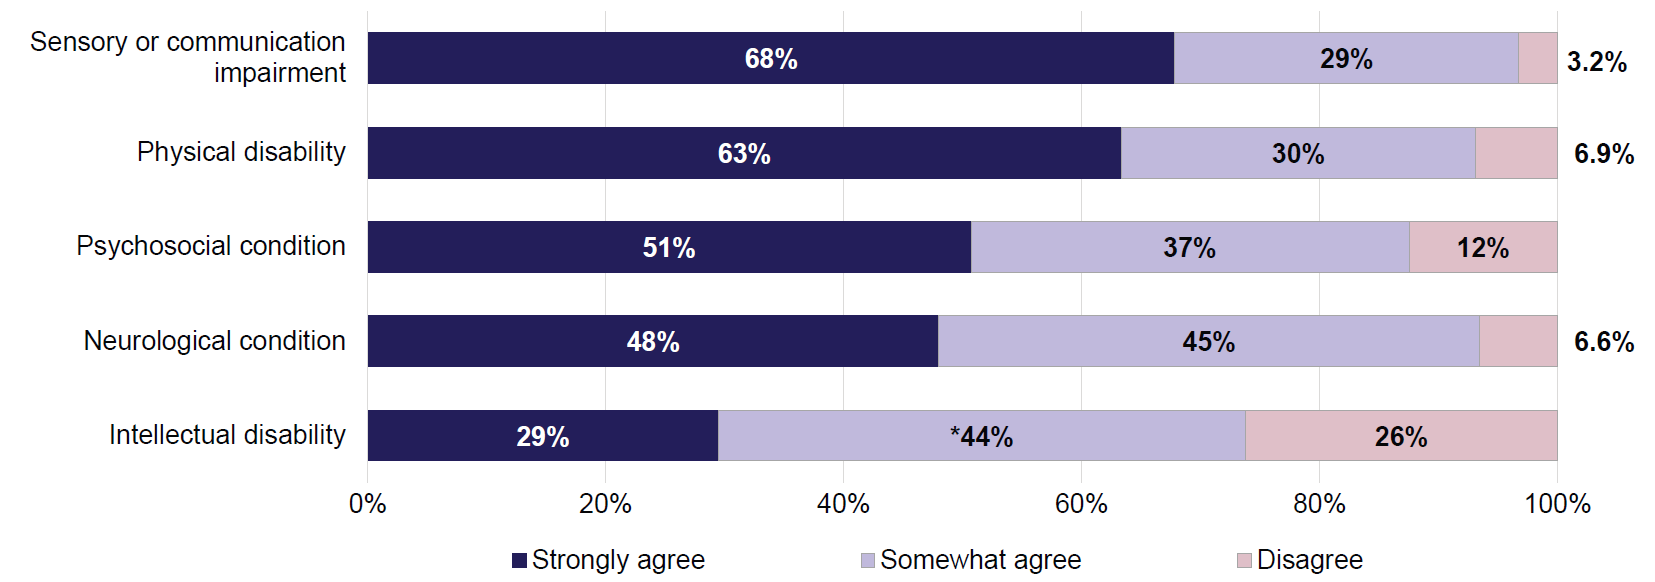 Sensory or communication
impairment
68% 29% 3.2%
Physical disability 63% 30% 6.9%
Psychosocial condition 51% 37% 12%
Neurological condition 48% 45% 6.6%
Intellectual disability 29% *44% 26%
0% 20% 40% 60% 80% 100%
Strongly agree Somewhat agree Disagree